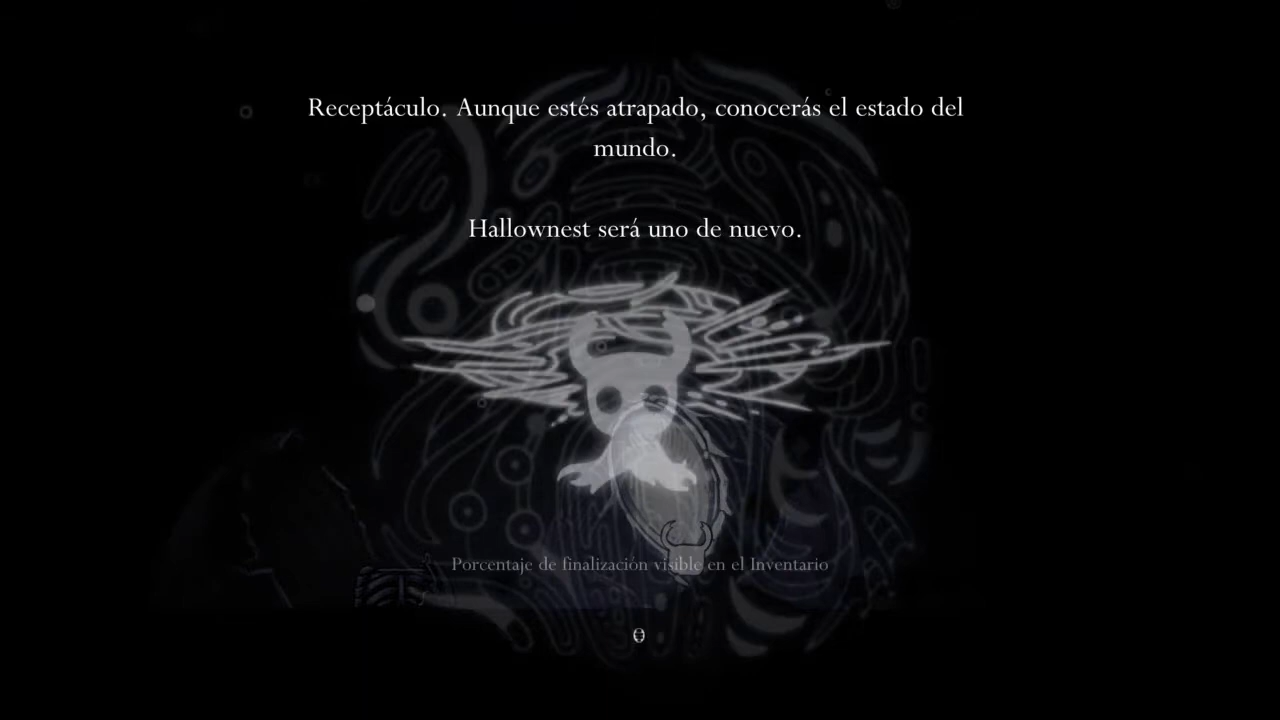 Receptáculo. Aunque estés atrapado, conocerás el estado del
mundo.
Hallownest será uno de nuevo.
Porcentaje de finalización visible en el Inventario